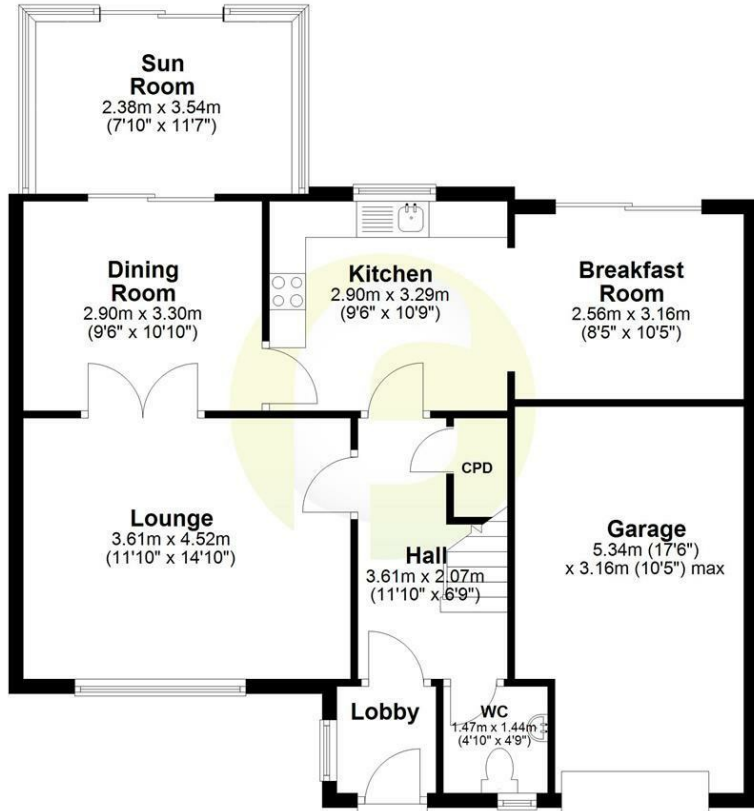 Sun
Room
2.38m x 3.54m
(7'10" x 11'7")
Dining
Room
2.90m x 3.30m
(9'6" x 10'10")
Kitchen
2.90m x 3.29m
(9'6" x 10'9")
Breakfast
Room
2.56m x 3.16m
(8'5" x 10'5")
Lounge
3.61m x 4.52m
(11'10" x 14'10")
CPD
Hall
3.61m x 2.07m
(11'10" x 6'9")
Garage
5.34m (17'6")
x 3.16m (10'5") max
Lobby
WC
1.47m x 1.44m
(4'10" x 4'9")